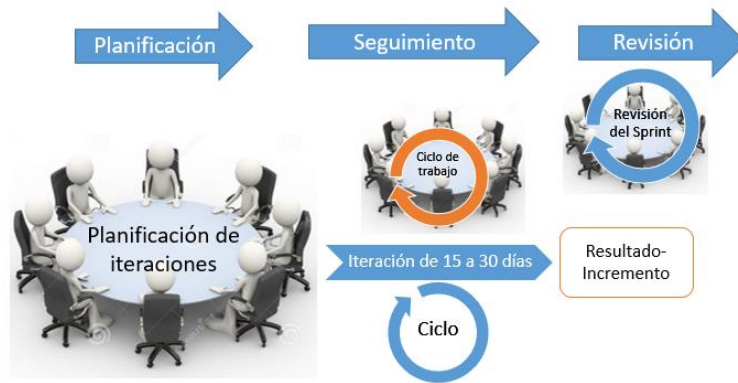 Planificación
Seguimiento
Revisión
Planificación de
iteraciones
Ciclo de
trabajo
Revisión
del Sprint
Iteración de 15 a 30 días
Resultado-
Incremento
Ciclo